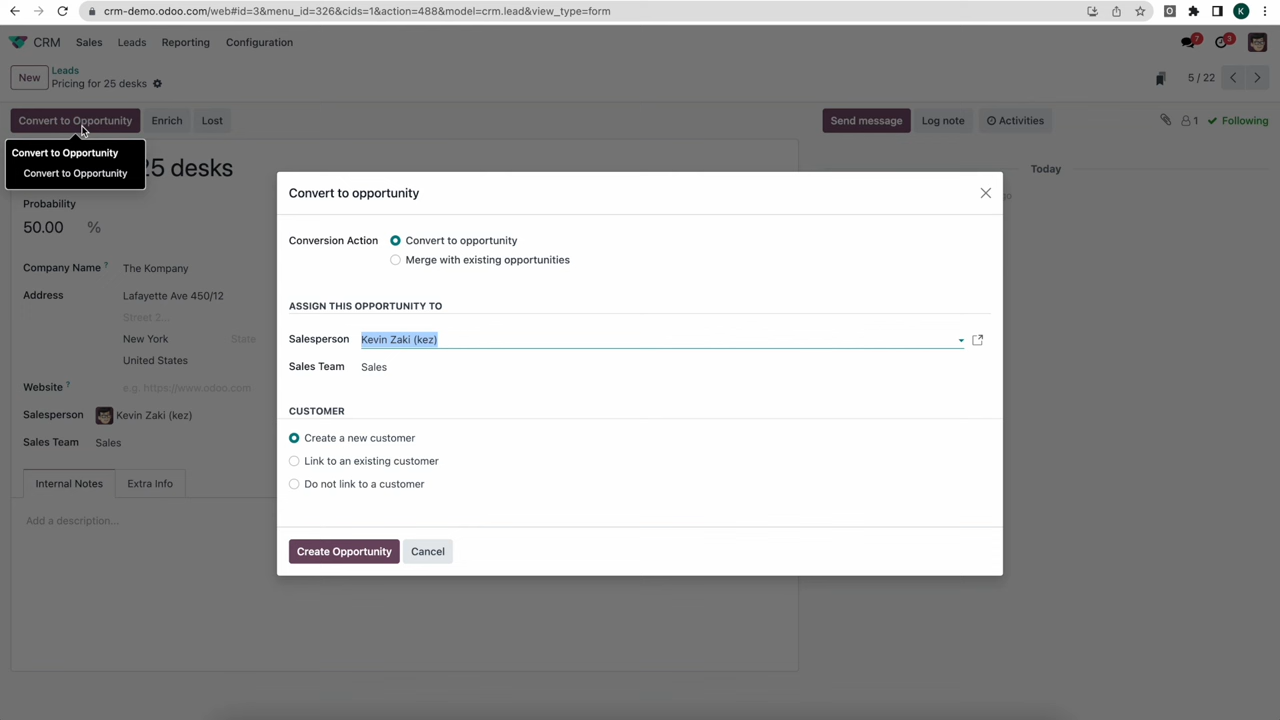 crm-demo.odoo.com/web#id=3&menu_id=326&cids=1&action=488&model=crm.lead&view_type=form
K
CRM Sales Leads Reporting Configuration
7 3
New
Leads
Pricing for 25 desks
5 / 22
Convert to Opportunity Enrich Lost
Send message Log note Activities
1 Following
Convert to Opportunity
Convert to Opportunity
25 desks
Today
Probability
50.00 %
Company Name ? The Kompany
Address Lafayette Ave 450/12
Street 2...
New York State
United States
Website ? e.g. https://www.odoo.com
Salesperson Kevin Zaki (kez)
Sales Team Sales
Internal Notes Extra Info
Add a description...
Convert to opportunity
Conversion Action Convert to opportunity
Merge with existing opportunities
ASSIGN THIS OPPORTUNITY TO
Salesperson Kevin Zaki (kez)
Sales Team Sales
CUSTOMER
Create a new customer
Link to an existing customer
Do not link to a customer
Create Opportunity Cancel